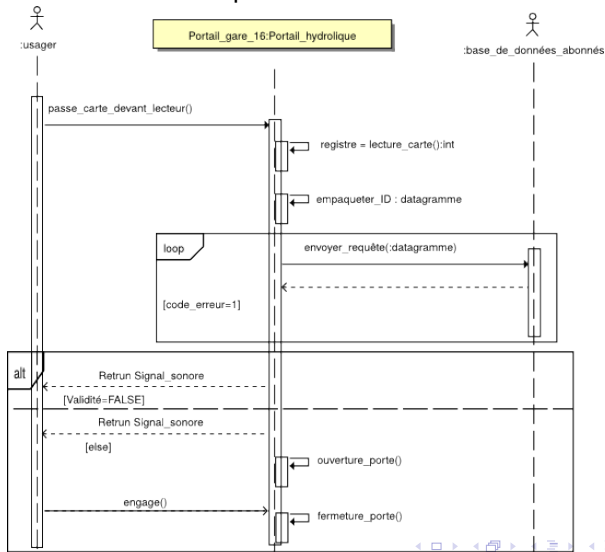 Portail_gare_16:Portail_hydrolique
:usager
:base_de_données_abonnés
passe_carte_devant_lecteur()
registre = lecture_carte():int
empaqueter_ID : datagramme
loop
envoyer_requête(:datagramme)
[code_erreur=1]
alt
Retrun Signal_sonore
[Validité=FALSE]
Retrun Signal_sonore
[else]
ouverture_porte()
engage()
fermeture_porte()